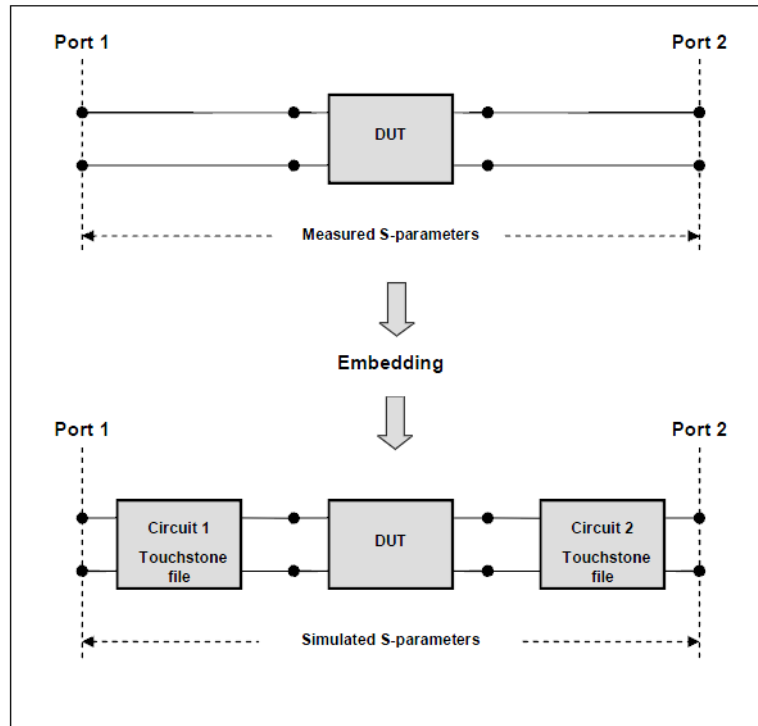 Port 1
Port 2
DUT
Measured S-parameters
Embedding
Port 1
Port 2
Circuit 1
Touchstone
file
DUT
Circuit 2
Touchstone
file
Simulated S-parameters